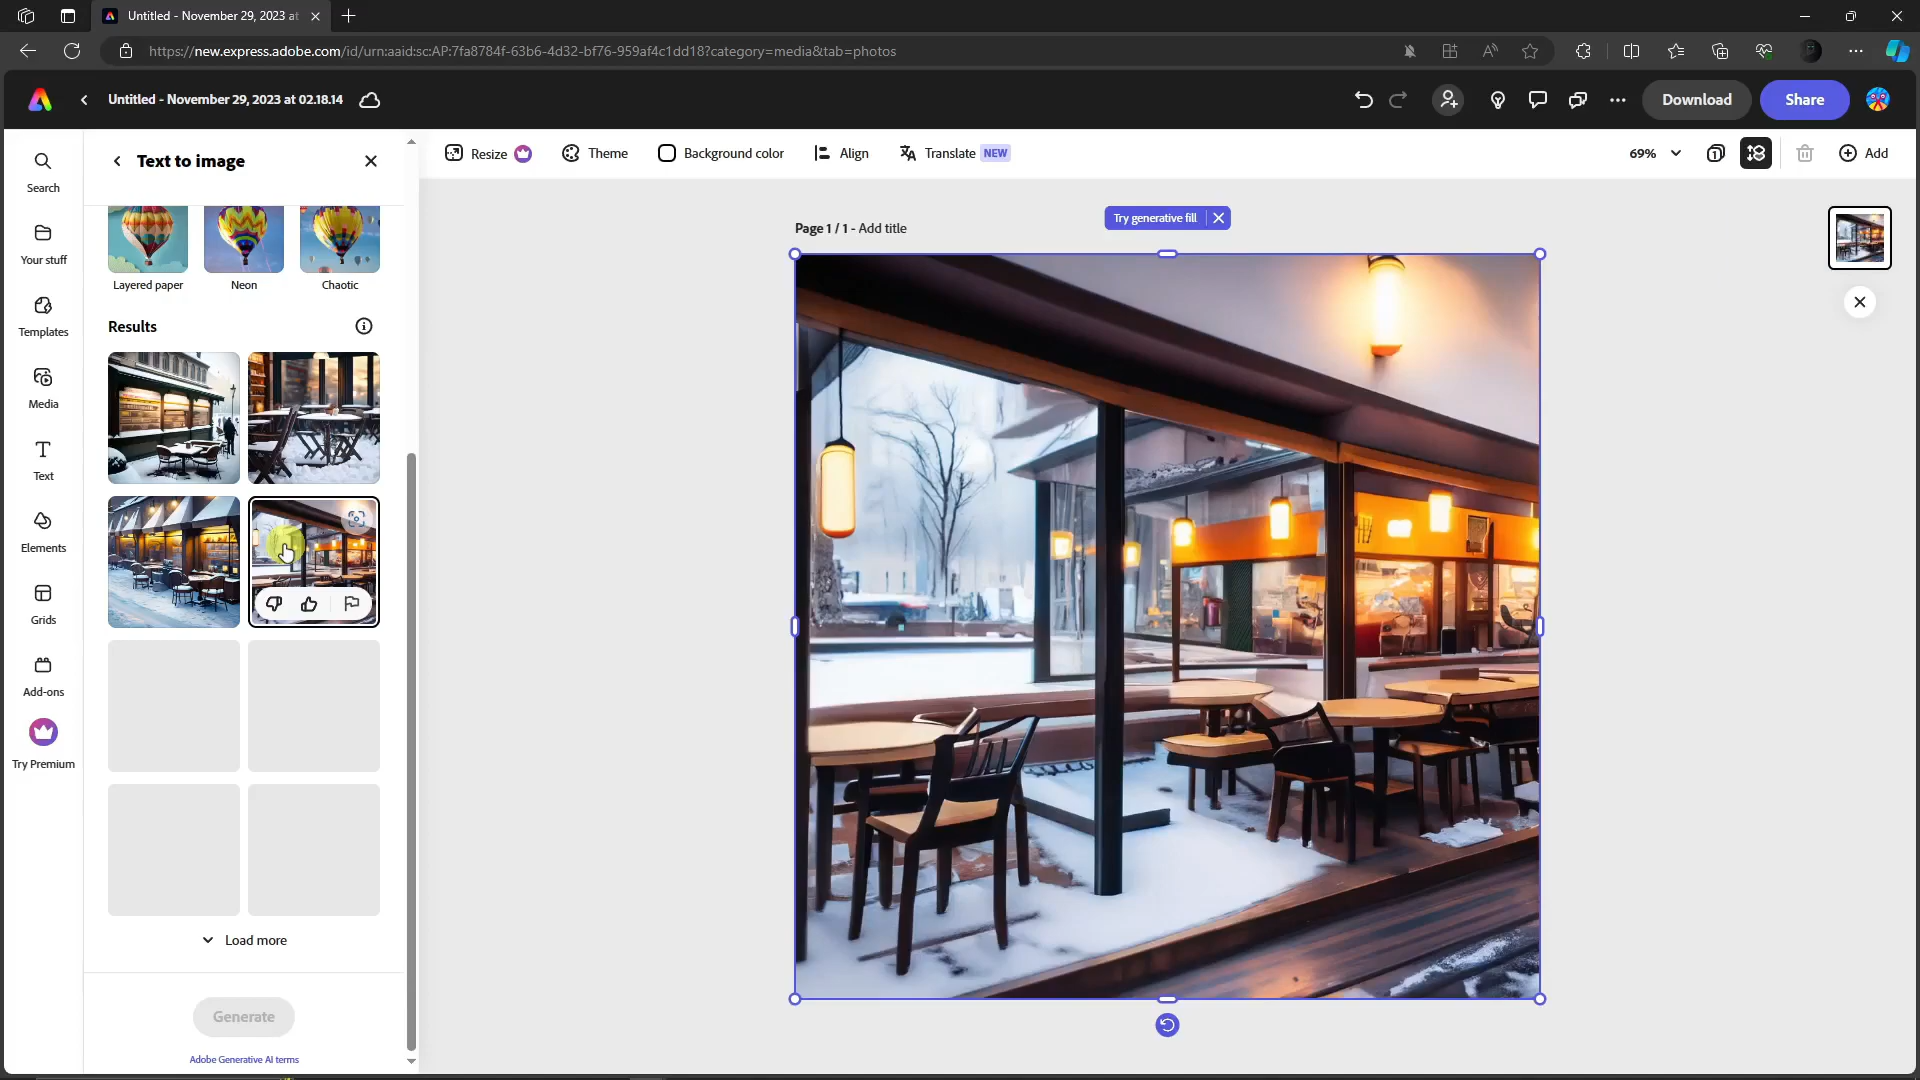 Untitled - November 29, 2023 at
https://new.express.adobe.com/id/urn:aaid:sc:AP:7fa8784f-63b6-4d32-bf76-959af4c1dd18?category=media&tab=photos
Untitled - November 29, 2023 at 02.18.14
Download
Share
Search
Your stuff
Templates
Media
Text
Elements
Grids
Add-ons
Try Premium
Text to image
Layered paper
Neon
Chaotic
Results
Load more
Generate
Adobe Generative AI terms
Resize
Theme
Background color
Align
Translate NEW
69%
1
Add
Page 1 / 1 - Add title
Try generative fill